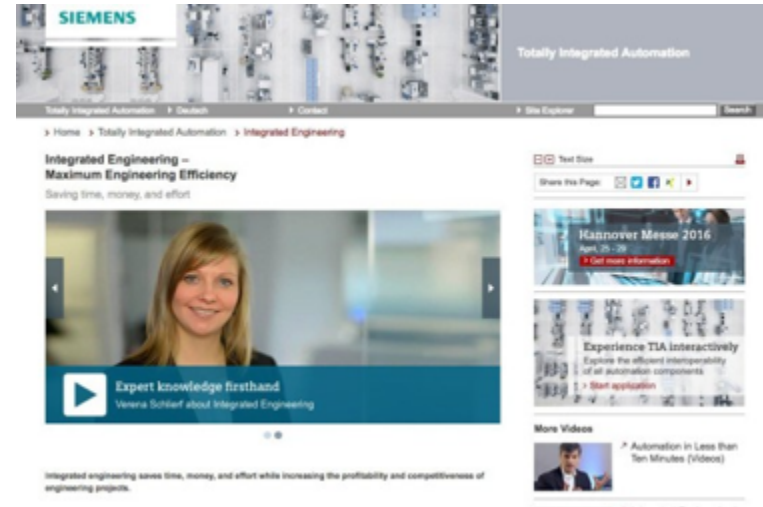 SIEMENS
Totally Integrated Automation
Totally Integrated Automation
Deutsch
Contact
Site Explorer
Search
Home
Totally Integrated Automation
Integrated Engineering
Integrated Engineering –
Maximum Engineering Efficiency
Saving time, money, and effort
Expert knowledge firsthand
Verena Schlierf about Integrated Engineering
Integrated engineering saves time, money, and effort while increasing the profitability and competitiveness of
engineering projects.
Text Size
Share this Page:
Hannover Messe 2016
April, 25 - 29
Get more information
Experience TIA interactively
Explore the efficient interoperability
of all automation components
Start application
More Videos
Automation in Less than
Ten Minutes (Videos)